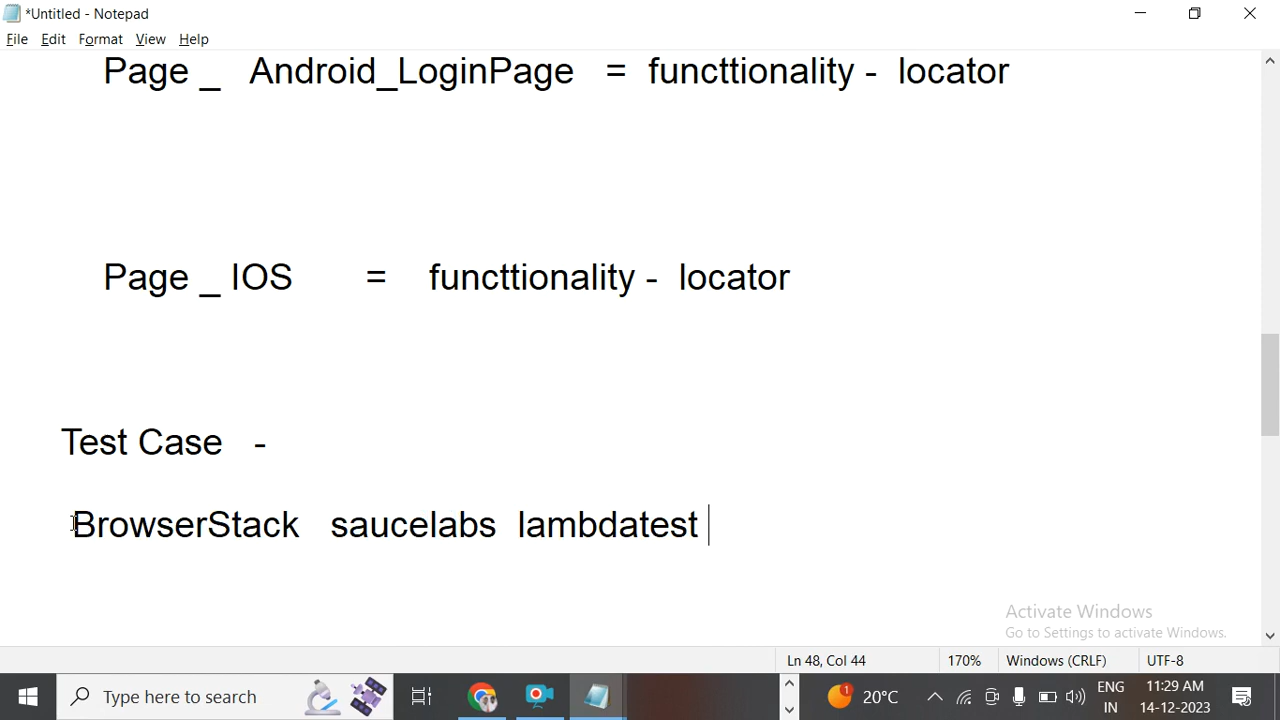 *Untitled - Notepad
File Edit Format View Help
Page _ Android_LoginPage = functtionality - locator
Page _ IOS = functtionality - locator
Test Case -
BrowserStack saucelabs lambdatest
Activate Windows
Go to Settings to activate Windows.
Ln 48, Col 44 170% Windows (CRLF) UTF-8
Type here to search 1 20°C ENG 11:29 AM
IN 14-12-2023